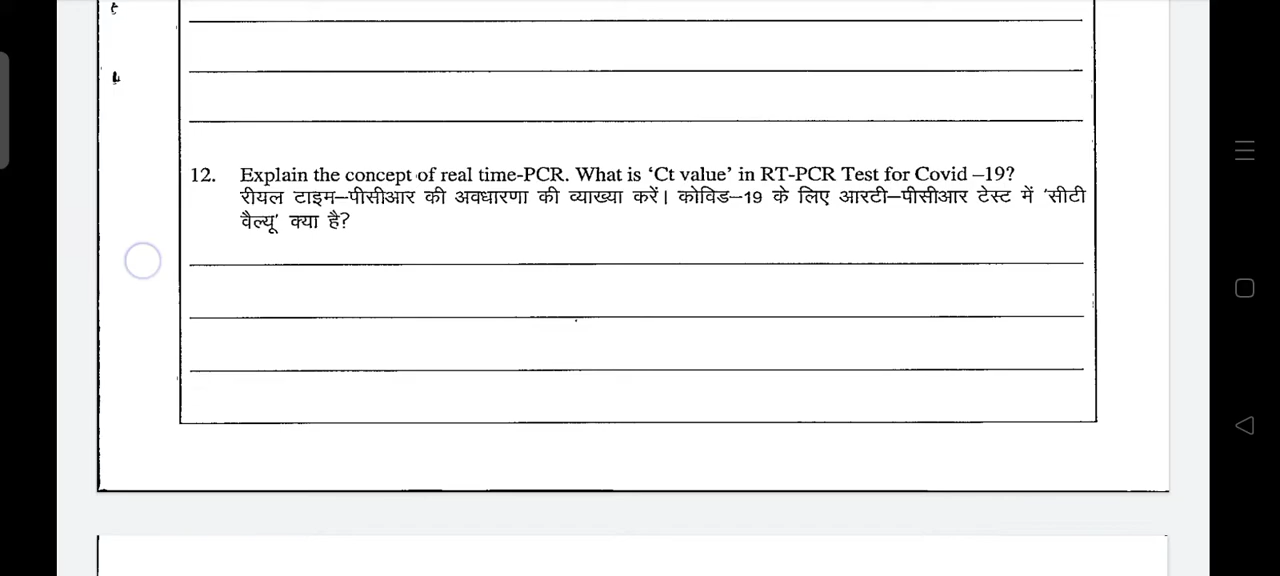 12. Explain the concept of real time-PCR. What is ‘Ct value’ in RT-PCR Test for Covid –19?
रीयल टाइम–पीसीआर की अवधारणा की व्याख्या करें। कोविड–19 के लिए आरटी–पीसीआर टेस्ट में 'सीटी
वैल्यू' क्या है?